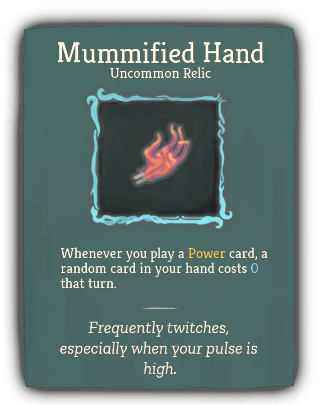 Mummified Hand
Uncommon Relic
Whenever you play a Power card, a
random card in your hand costs 0
that turn.
Frequently twitches,
especially when your pulse is
high.